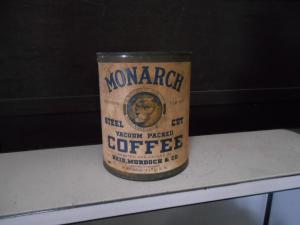 MONARCH
STEEL CUT
VACUUM PACKED
COFFEE
REID, MURDOCH & CO.